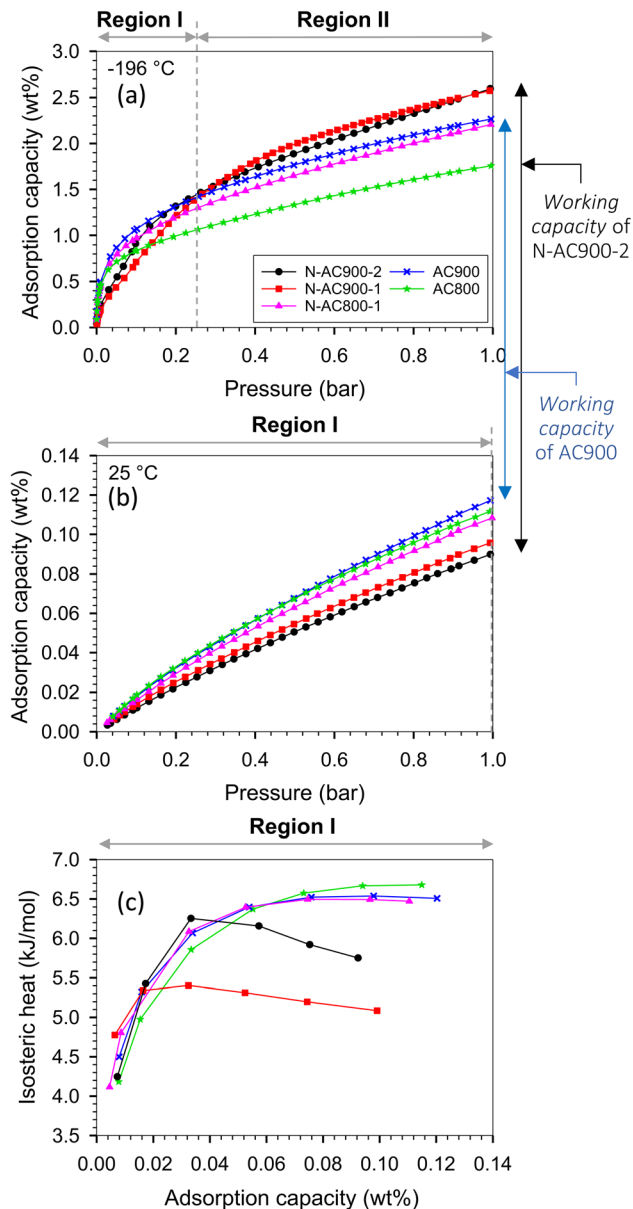 Region I Region II
-196 °C
(a)
Adsorption capacity (wt%)
3.0
2.5
2.0
1.5
1.0
0.5
0.0
N-AC900-2 AC900
N-AC900-1 AC800
N-AC800-1
0.0 0.2 0.4 0.6 0.8 1.0
Pressure (bar)
Working
capacity of
N-AC900-2
Working
capacity
of AC900
Region I
25 °C
(b)
Adsorption capacity (wt%)
0.14
0.12
0.10
0.08
0.06
0.04
0.02
0.00
0.0 0.2 0.4 0.6 0.8 1.0
Pressure (bar)
Region I
(c)
Isosteric heat (kJ/mol)
7.0
6.5
6.0
5.5
5.0
4.5
4.0
3.5
0.00 0.02 0.04 0.06 0.08 0.10 0.12 0.14
Adsorption capacity (wt%)